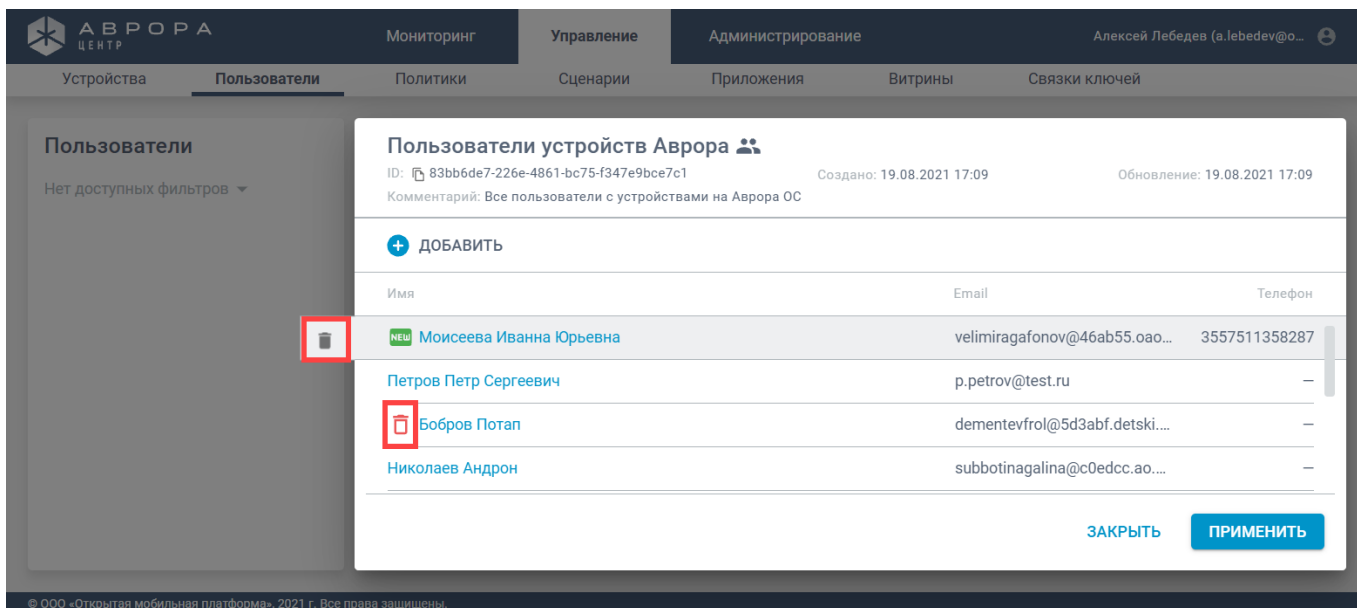 АВРОРА
ЦЕНТР
Мониторинг Управление Администрирование Алексей Лебедев (a.lebedev@o...
Устройства Пользователи Политики Сценарии Приложения Витрины Связки ключей
Пользователи
Нет доступных фильтров
Пользователи устройств Аврора
ID: 83bb6de7-226e-4861-bc75-f347e9bce7c1 Создано: 19.08.2021 17:09 Обновление: 19.08.2021 17:09
Комментарий: Все пользователи с устройствами на Аврора ОС
ДОБАВИТЬ
Имя Email Телефон
NEW Моисеева Иванна Юрьевна velimiragafonov@46ab55.oao... 3557511358287
Петров Петр Сергеевич p.petrov@test.ru —
Бобров Потап dementevfrol@5d3abf.detski.... —
Николаев Андрон subbotinagalina@c0edcc.ao.... —
ЗАКРЫТЬ ПРИМЕНИТЬ
© ООО «Открытая мобильная платформа», 2021 г. Все права защищены.